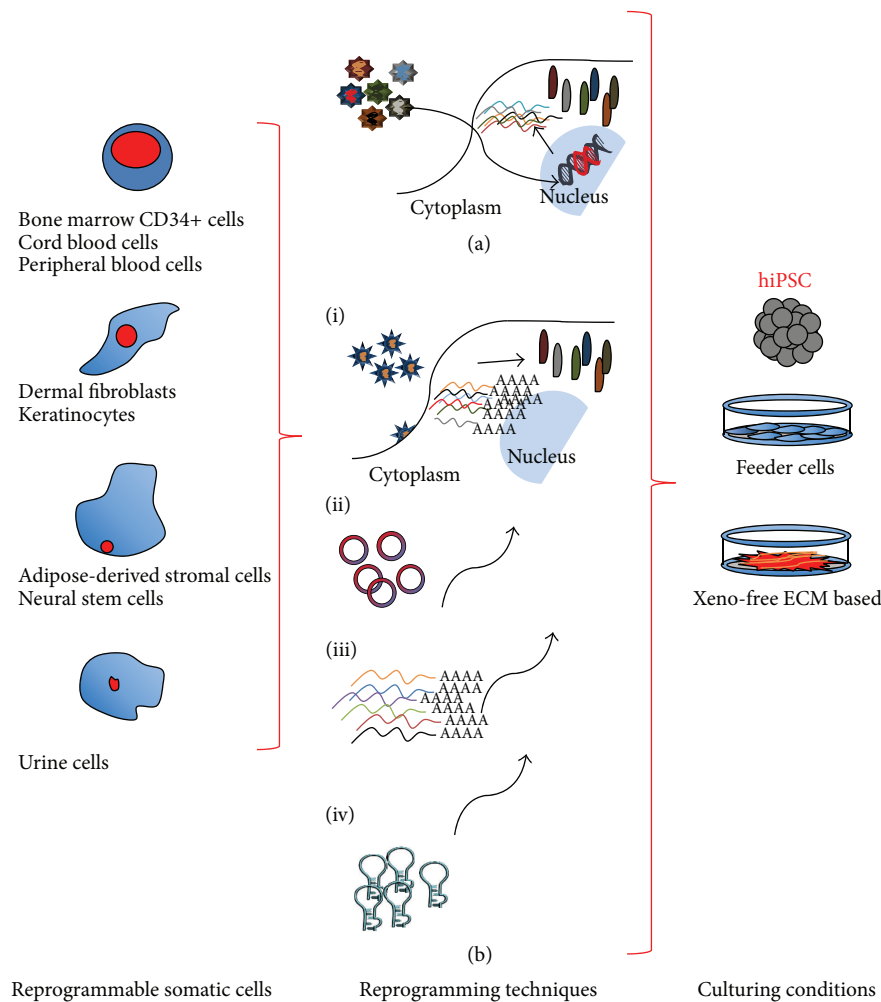 Bone marrow CD34+ cells
Cord blood cells
Peripheral blood cells
Dermal fibroblasts
Keratinocytes
Adipose-derived stromal cells
Neural stem cells
Urine cells
Reprogrammable somatic cells
Cytoplasm
Nucleus
(a)
(i)
AAAA
AAAA
AAAA
AAAA
AAAA
AAAA
Cytoplasm
Nucleus
(ii)
(iii)
AAAA
AAAA
AAAA
AAAA
AAAA
AAAA
(iv)
(b)
Reprogramming techniques
hiPSC
Feeder cells
Xeno-free ECM based
Culturing conditions